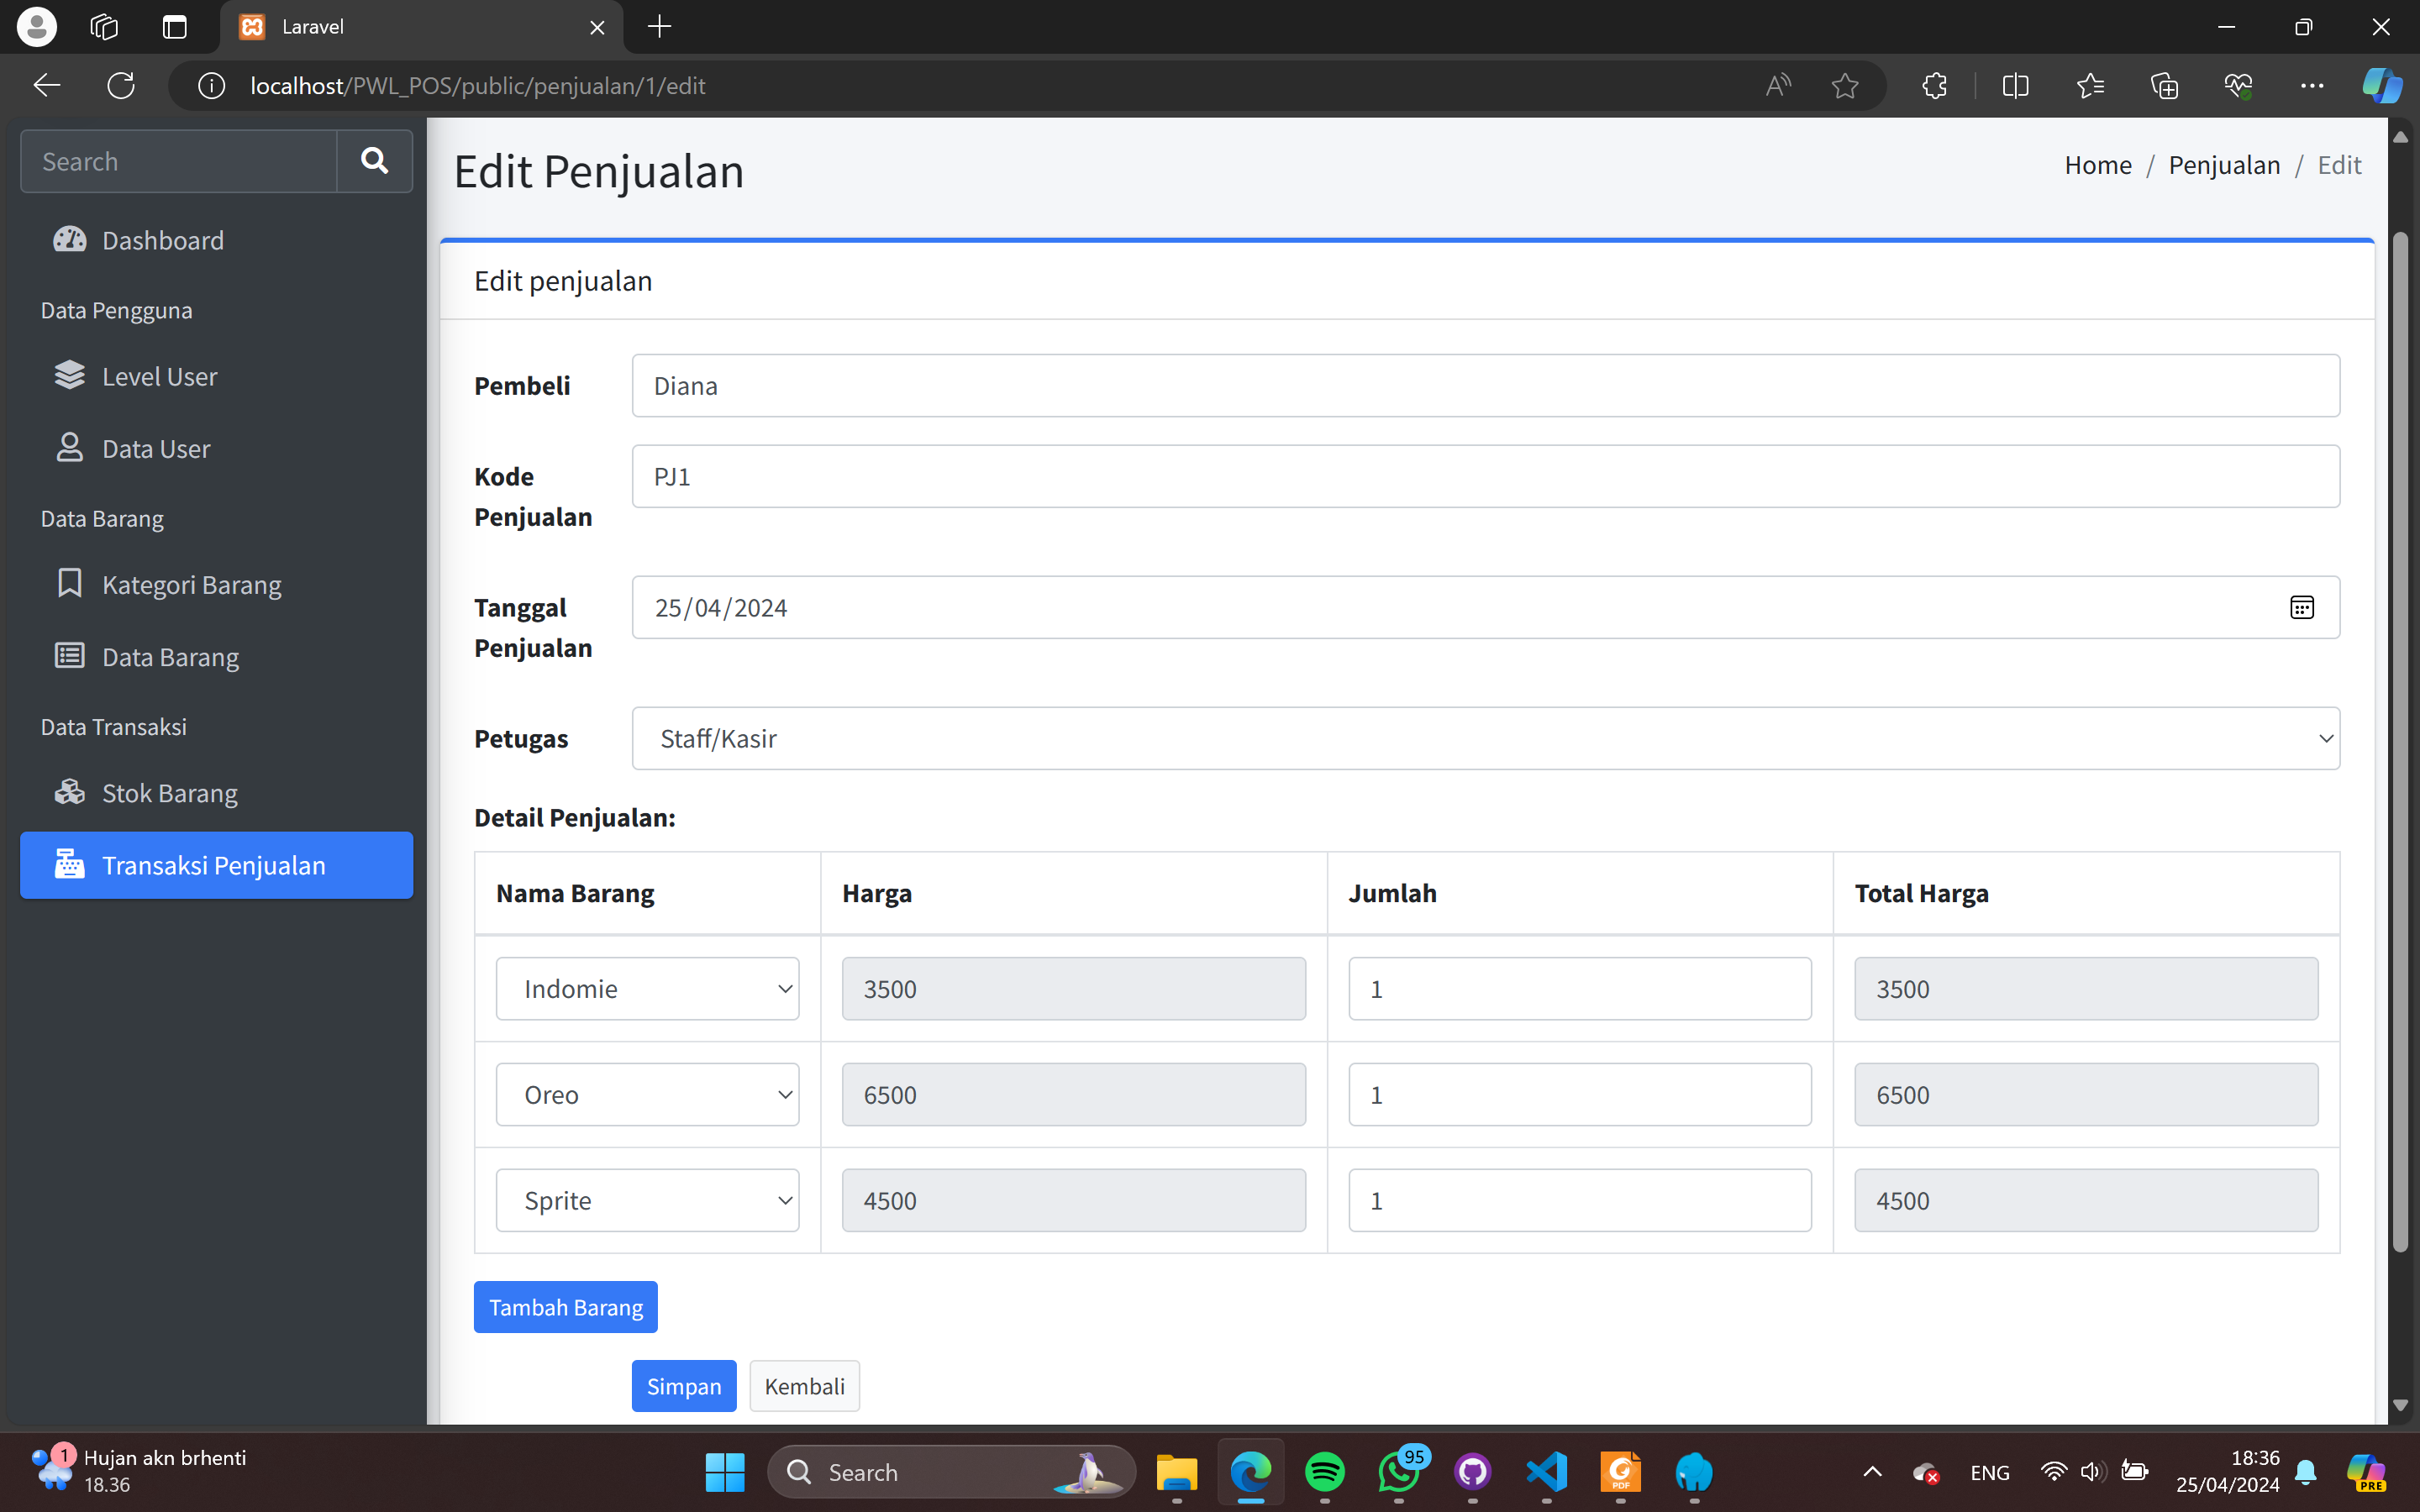 Laravel
localhost/PWL_POS/public/penjualan/1/edit
Search
Dashboard
Data Pengguna
Level User
Data User
Data Barang
Kategori Barang
Data Barang
Data Transaksi
Stok Barang
Transaksi Penjualan
Edit Penjualan
Home / Penjualan / Edit
Edit penjualan
Pembeli
Diana
Kode
Penjualan
PJ1
Tanggal
Penjualan
25/04/2024
Petugas
Staff/Kasir
Detail Penjualan:
Nama Barang Harga Jumlah Total Harga
Indomie 3500 1 3500
Oreo 6500 1 6500
Sprite 4500 1 4500
Tambah Barang
Simpan Kembali
1
Hujan akn brhenti
18.36
Search
95
PDF
ENG
18:36
25/04/2024
PRE